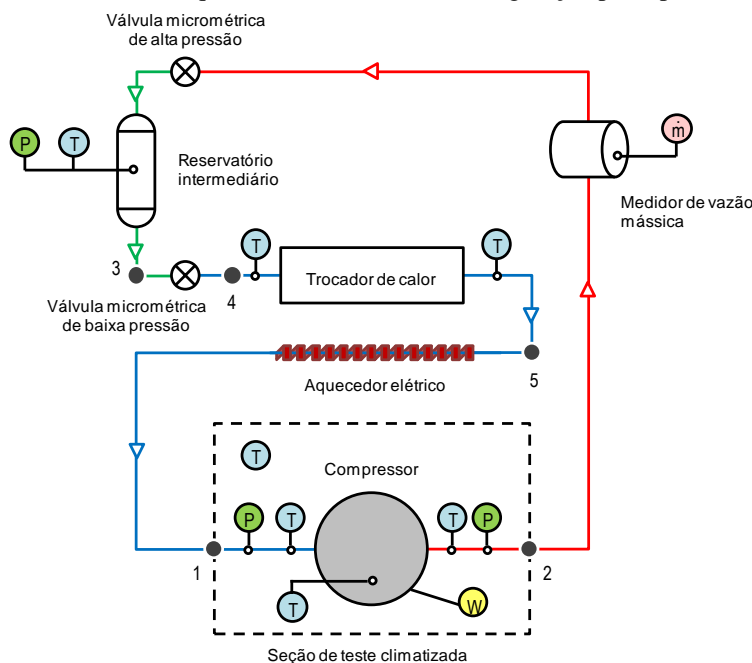 Válvula micrométrica
de alta pressão
P
T
Reservatório
intermediário
ṁ
Medidor de vazão
mássica
3
4
T
T
Trocador de calor
Válvula micrométrica
de baixa pressão
5
Aquecedor elétrico
T
Compressor
P
T
T
P
1
2
T
W
Seção de teste climatizada